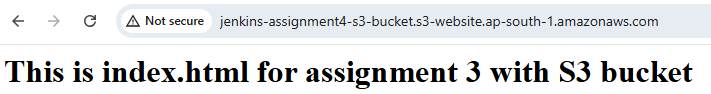 Not secure jenkins-assignment4-s3-bucket.s3-website.ap-south-1.amazonaws.com
This is index.html for assignment 3 with S3 bucket